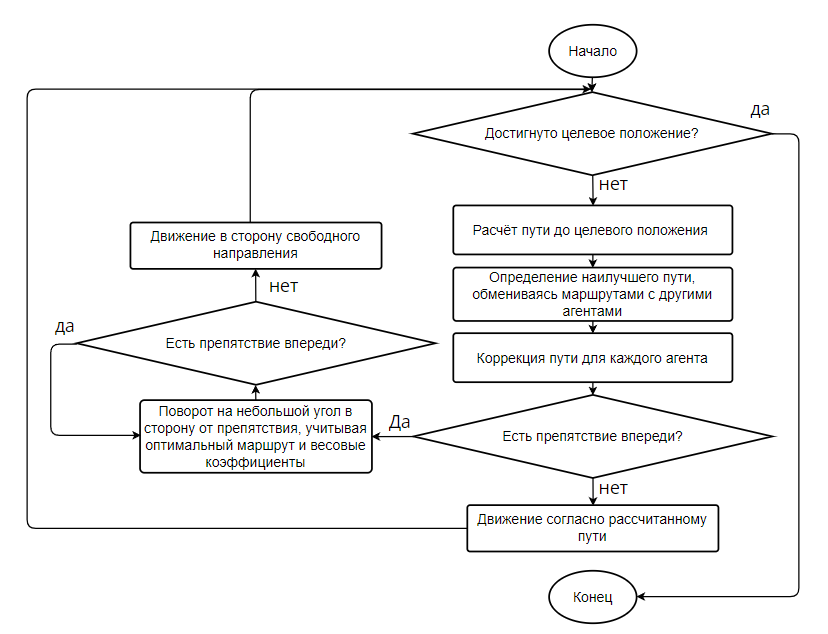 Начало
да
Достигнуто целевое положение?
нет
Расчёт пути до целевого положения
Определение наилучшего пути,
обмениваясь маршрутами с другими
агентами
Коррекция пути для каждого агента
Есть препятствие впереди?
Да
нет
Движение согласно рассчитанному
пути
Поворот на небольшой угол в
сторону от препятствия, учитывая
оптимальный маршрут и весовые
коэффициенты
Есть препятствие впереди?
да
нет
Движение в сторону свободного
направления
Конец